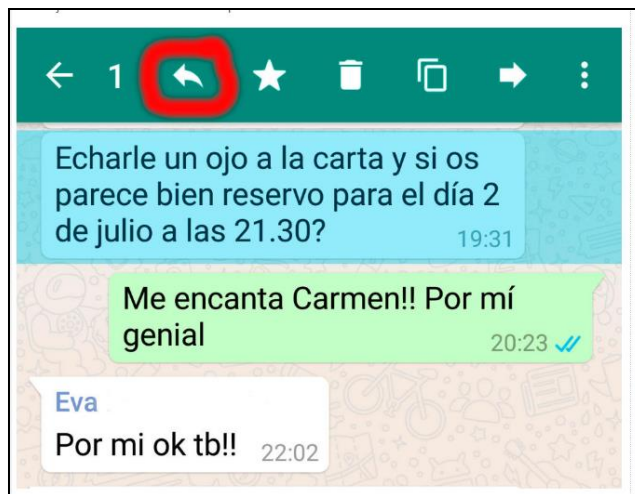 1
Echarle un ojo a la carta y si os
parece bien reservo para el día 2
de julio a las 21.30?
19:31
Me encanta Carmen!! Por mí
genial
20:23
Eva
Por mi ok tb!! 22:02